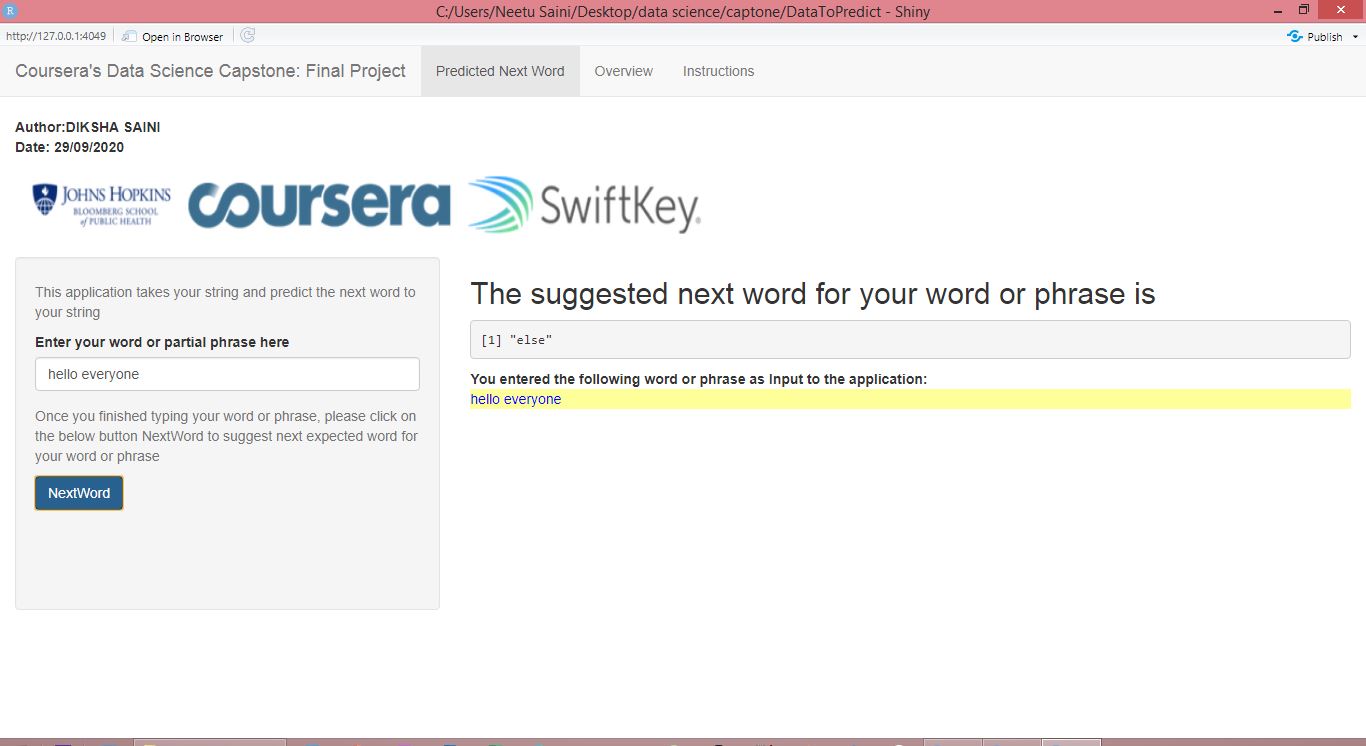 R
C:/Users/Neetu Saini/Desktop/data science/captone/DataToPredict - Shiny
http://127.0.0.1:4049 Open in Browser Publish
Coursera's Data Science Capstone: Final Project Predicted Next Word Overview Instructions
Author:DIKSHA SAINI
Date: 29/09/2020
JOHNS HOPKINS
BLOOMBERG SCHOOL
of PUBLIC HEALTH
coursera
SwiftKey®
This application takes your string and predict the next word to
your string
Enter your word or partial phrase here
hello everyone
Once you finished typing your word or phrase, please click on
the below button NextWord to suggest next expected word for
your word or phrase
NextWord
The suggested next word for your word or phrase is
[1] "else"
You entered the following word or phrase as Input to the application:
hello everyone